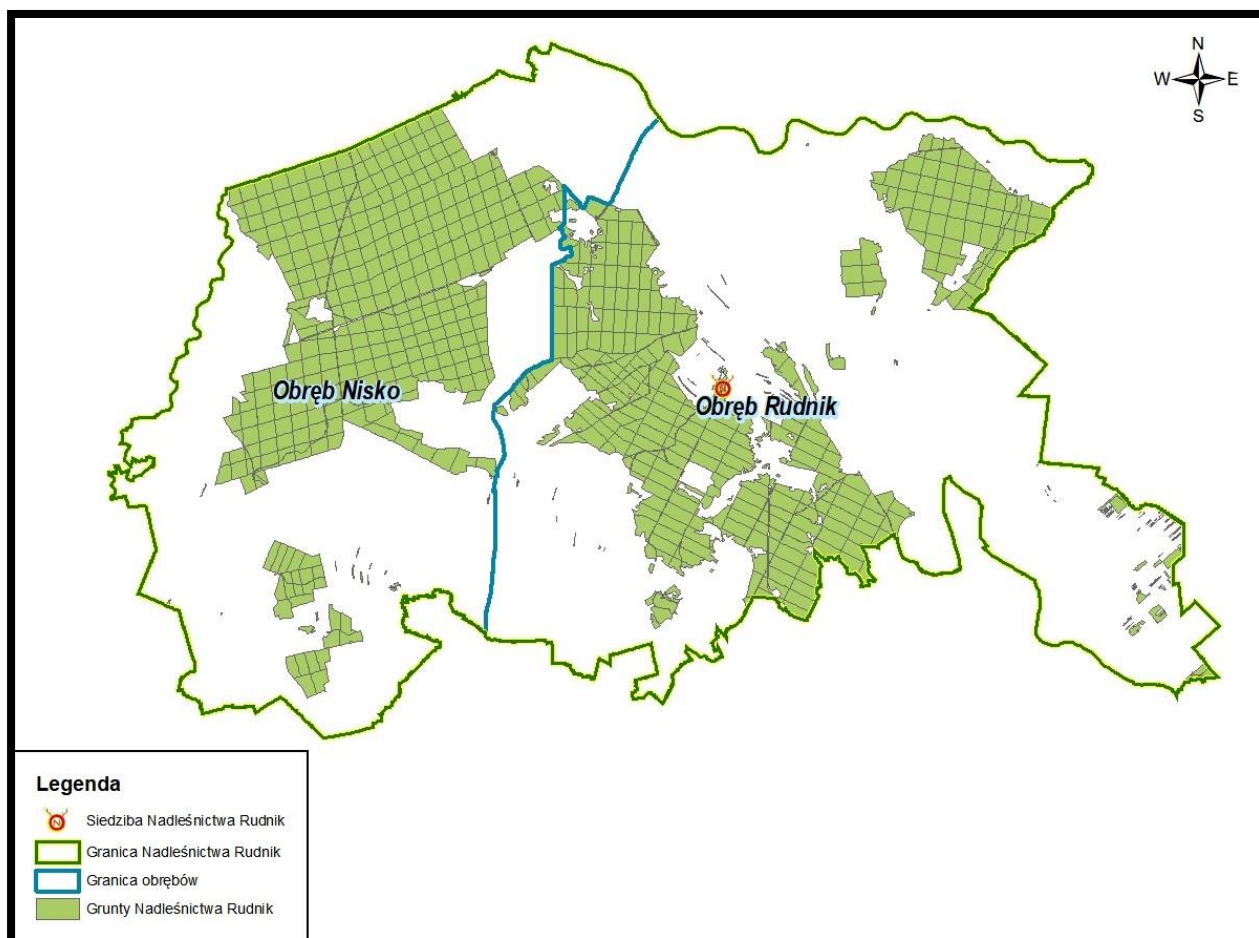 N
W E
S
Obręb Nisko
Obręb Rudnik
Legenda
N
Siedziba Nadleśnictwa Rudnik
Granica Nadleśnictwa Rudnik
Granica obrębów
Grunty Nadleśnictwa Rudnik